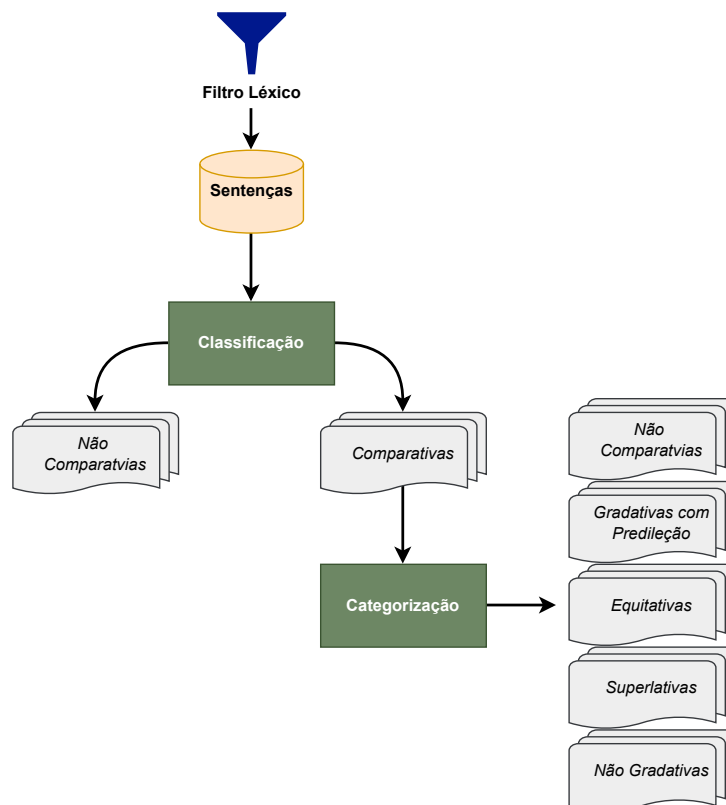 Filtro Léxico
Sentenças
Classificação
Não
Comparatvias
Comparativas
Categorização
Não
Comparatvias
Gradativas com
Predileção
Equitativas
Superlativas
Não Gradativas